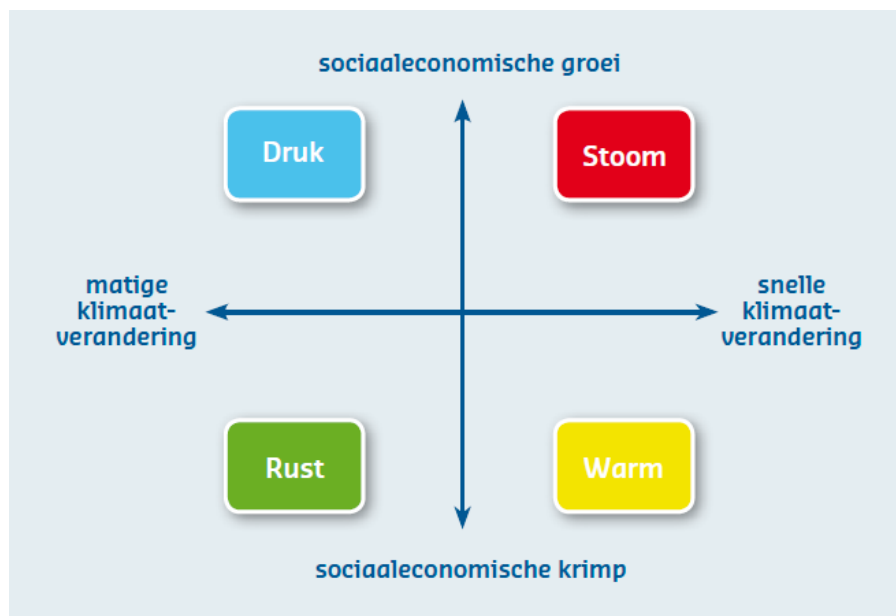 sociaaleconomische groei
Druk
Stoom
matige
klimaat-
verandering
snelle
klimaat-
verandering
Rust
Warm
sociaaleconomische krimp